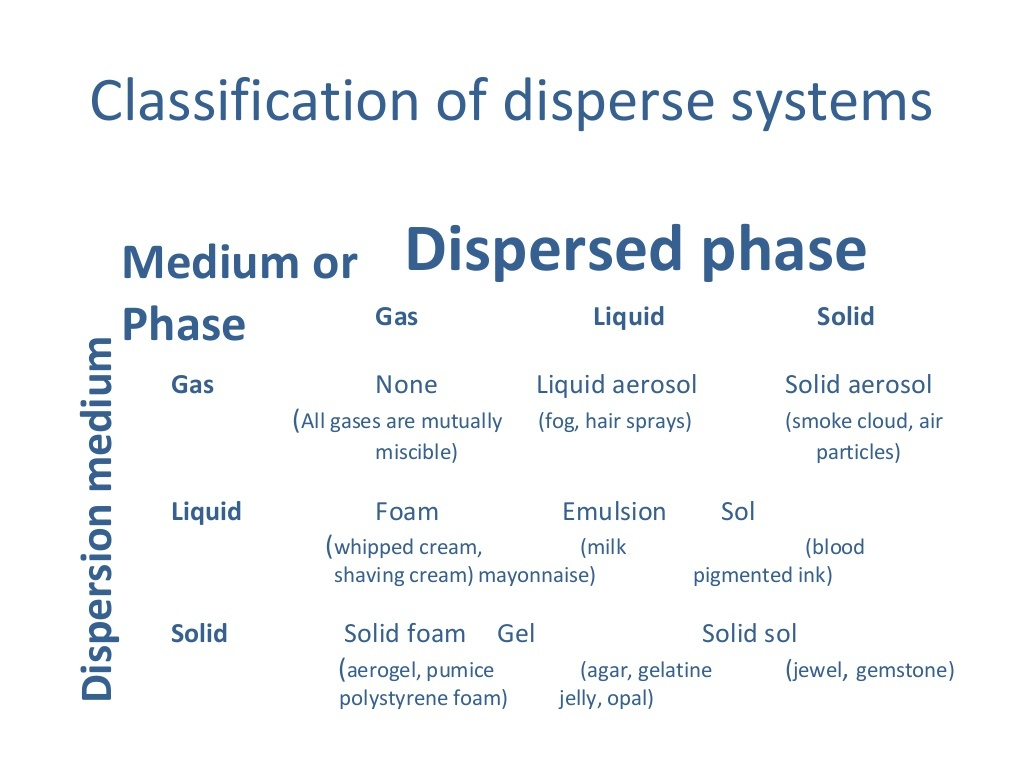 Classification of disperse systems
Medium or Dispersed phase
Phase Gas Liquid Solid
Dispersion medium
Gas None Liquid aerosol Solid aerosol
(All gases are mutually (fog, hair sprays) (smoke cloud, air
miscible) particles)
Liquid Foam Emulsion Sol
(whipped cream, (milk (blood
shaving cream) mayonnaise) pigmented ink)
Solid Solid foam Gel Solid sol
(aerogel, pumice (agar, gelatine (jewel, gemstone)
polystyrene foam) jelly, opal)